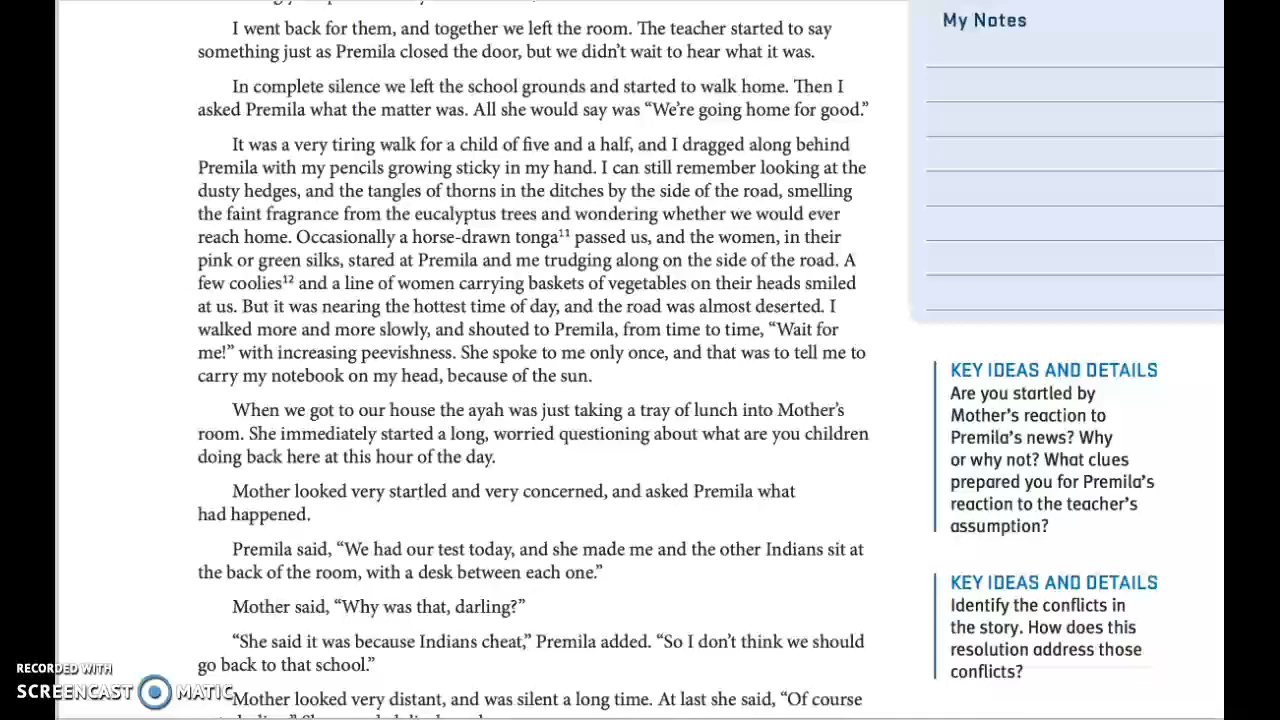 I went back for them, and together we left the room. The teacher started to say
something just as Premila closed the door, but we didn’t wait to hear what it was.
In complete silence we left the school grounds and started to walk home. Then I
asked Premila what the matter was. All she would say was “We’re going home for good.”
It was a very tiring walk for a child of five and a half, and I dragged along behind
Premila with my pencils growing sticky in my hand. I can still remember looking at the
dusty hedges, and the tangles of thorns in the ditches by the side of the road, smelling
the faint fragrance from the eucalyptus trees and wondering whether we would ever
reach home. Occasionally a horse-drawn tonga¹¹ passed us, and the women, in their
pink or green silks, stared at Premila and me trudging along on the side of the road. A
few coolies¹² and a line of women carrying baskets of vegetables on their heads smiled
at us. But it was nearing the hottest time of day, and the road was almost deserted. I
walked more and more slowly, and shouted to Premila, from time to time, “Wait for
me!” with increasing peevishness. She spoke to me only once, and that was to tell me to
carry my notebook on my head, because of the sun.
When we got to our house the ayah was just taking a tray of lunch into Mother’s
room. She immediately started a long, worried questioning about what are you children
doing back here at this hour of the day.
Mother looked very startled and very concerned, and asked Premila what
had happened.
Premila said, “We had our test today, and she made me and the other Indians sit at
the back of the room, with a desk between each one.”
Mother said, “Why was that, darling?”
“She said it was because Indians cheat,” Premila added. “So I don’t think we should
go back to that school.”
Mother looked very distant, and was silent a long time. At last she said, “Of course
My Notes
KEY IDEAS AND DETAILS
Are you startled by
Mother’s reaction to
Premila’s news? Why
or why not? What clues
prepared you for Premila’s
reaction to the teacher’s
assumption?
KEY IDEAS AND DETAILS
Identify the conflicts in
the story. How does this
resolution address those
conflicts?
RECORDED WITH
SCREENCAST MATIC